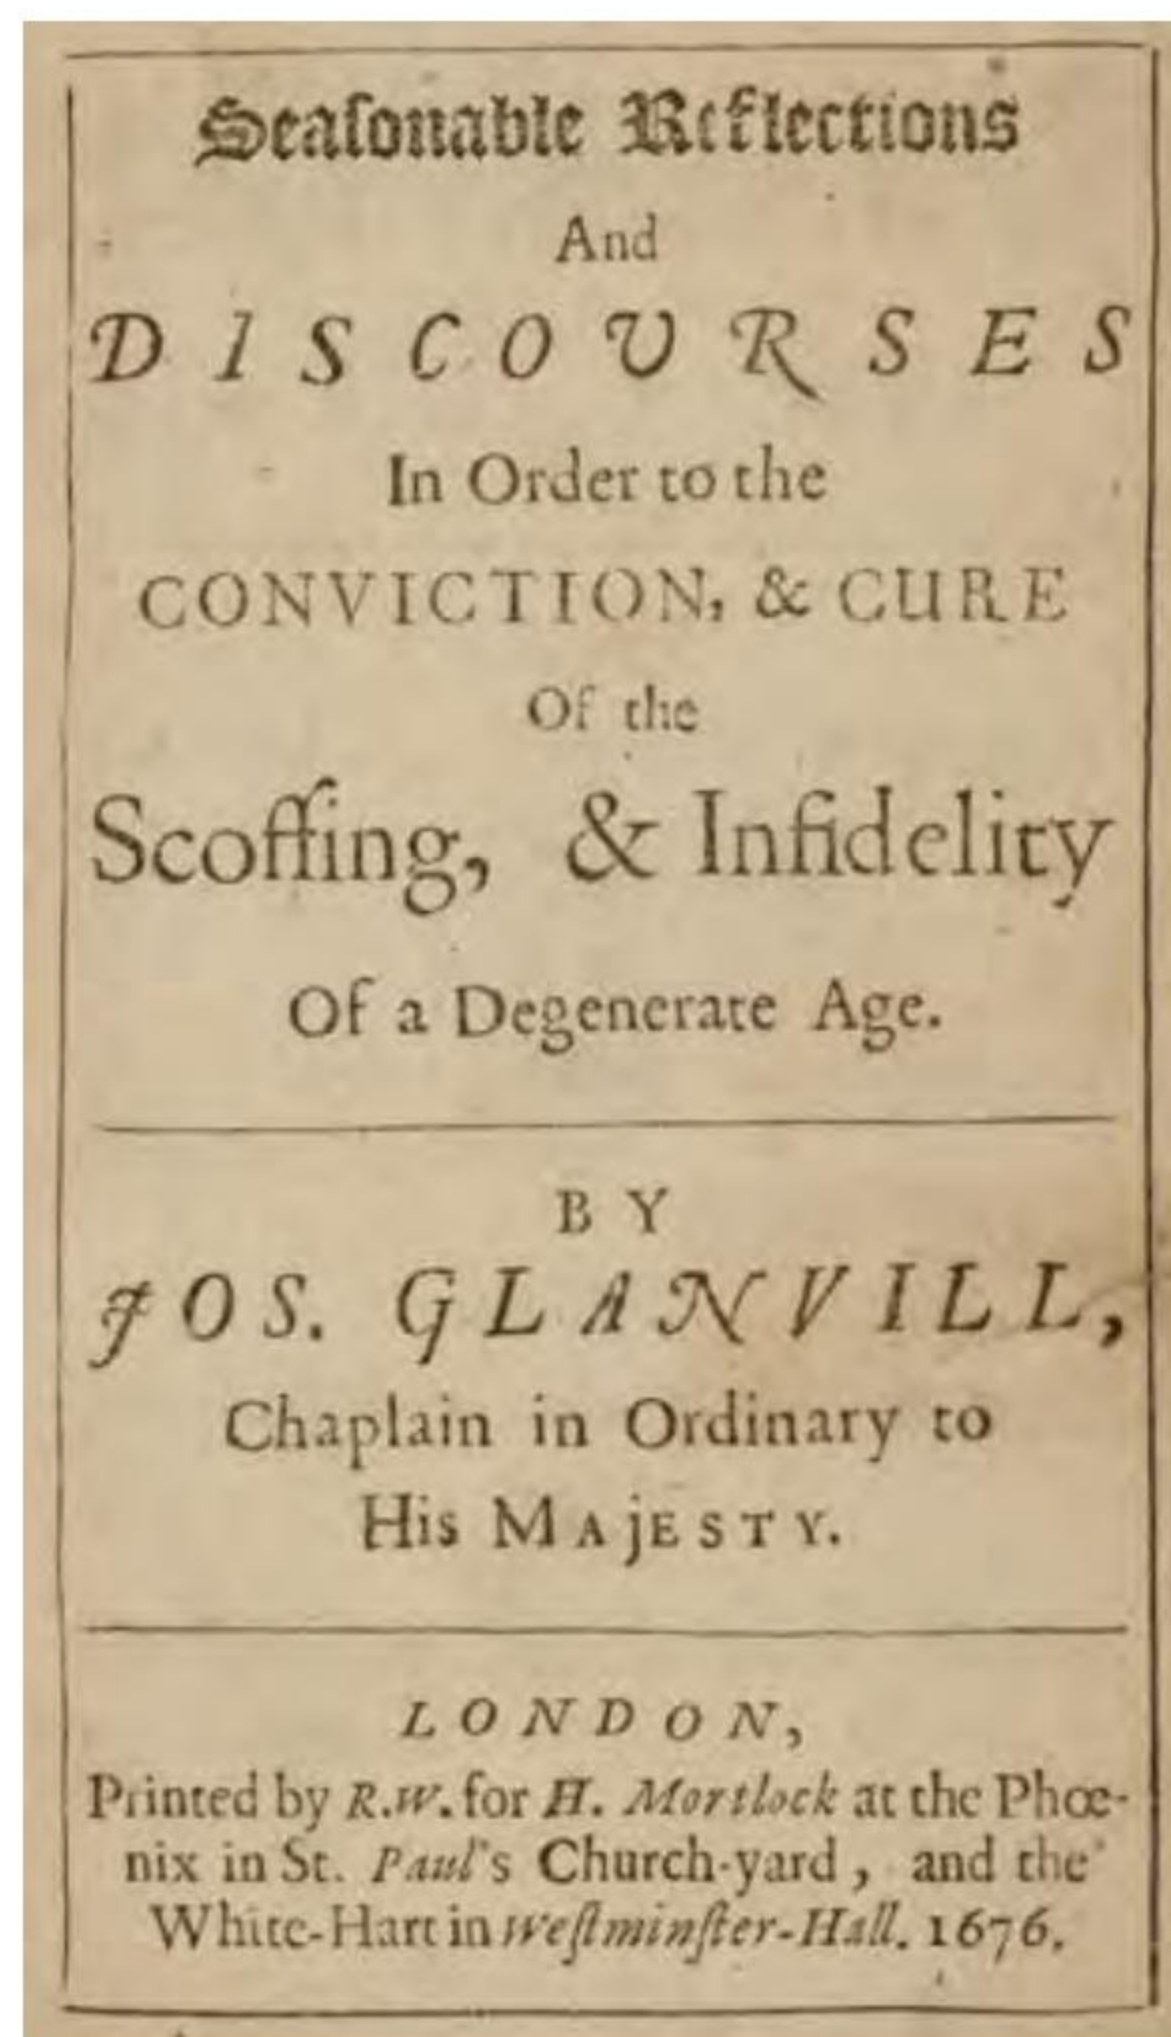 Seaſonable Reflections
And
DISCOURSES
In Order to the
CONVICTION, & CURE
Of the
Scoffing, & Infidelity
Of a Degenerate Age.
BY
JOS. GLANVILL,
Chaplain in Ordinary to
His MAjESTY.
LONDON,
Printed by R.W. for H. Mortlock at the Phœ-
nix in St. Paul's Church-yard, and the
White-Hart in Weſtminſter-Hall. 1676.